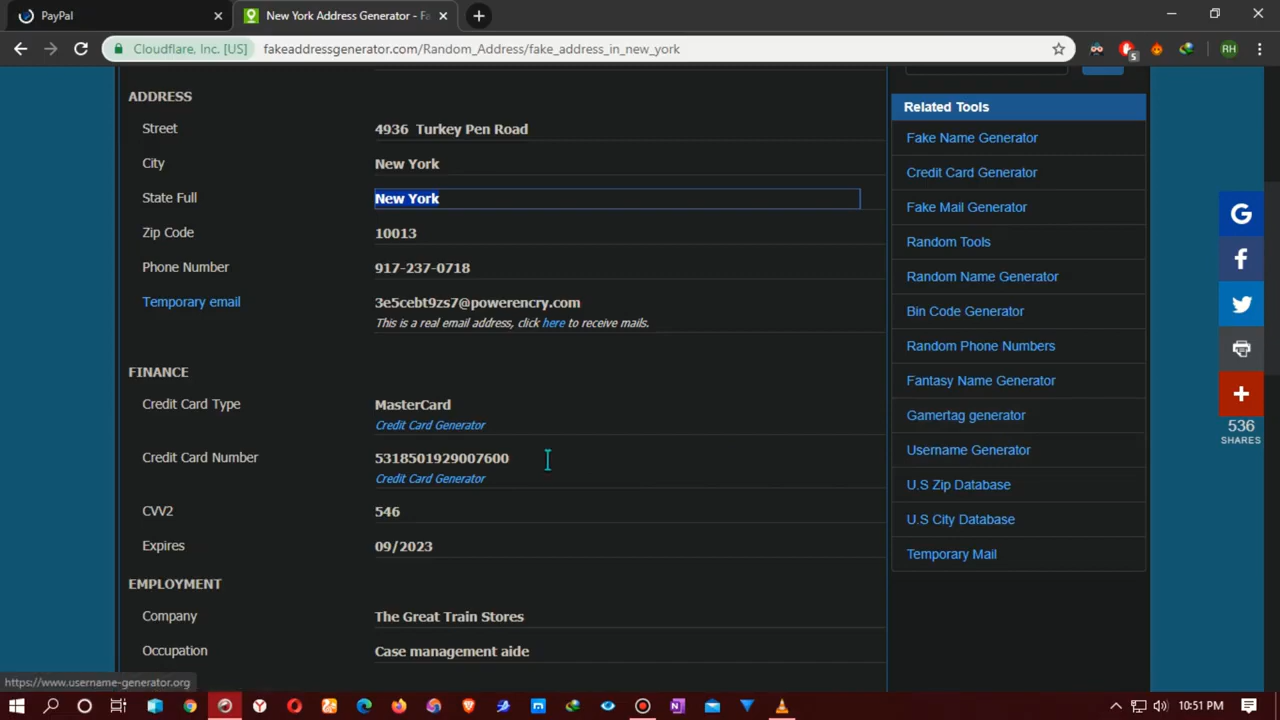 PayPal
New York Address Generator - Fa
Cloudflare, Inc. [US]
fakeaddressgenerator.com/Random_Address/fake_address_in_new_york
5
RH
ADDRESS
Street 4936 Turkey Pen Road
City New York
State Full New York
Zip Code 10013
Phone Number 917-237-0718
Temporary email 3e5cebt9zs7@powerencry.com
This is a real email address, click here to receive mails.
FINANCE
Credit Card Type MasterCard
Credit Card Generator
Credit Card Number 5318501929007600
Credit Card Generator
CVV2 546
Expires 09/2023
EMPLOYMENT
Company The Great Train Stores
Occupation Case management aide
Related Tools
Fake Name Generator
Credit Card Generator
Fake Mail Generator
Random Tools
Random Name Generator
Bin Code Generator
Random Phone Numbers
Fantasy Name Generator
Gamertag generator
Username Generator
U.S Zip Database
U.S City Database
Temporary Mail
536
SHARES
https://www.username-generator.org
10:51 PM